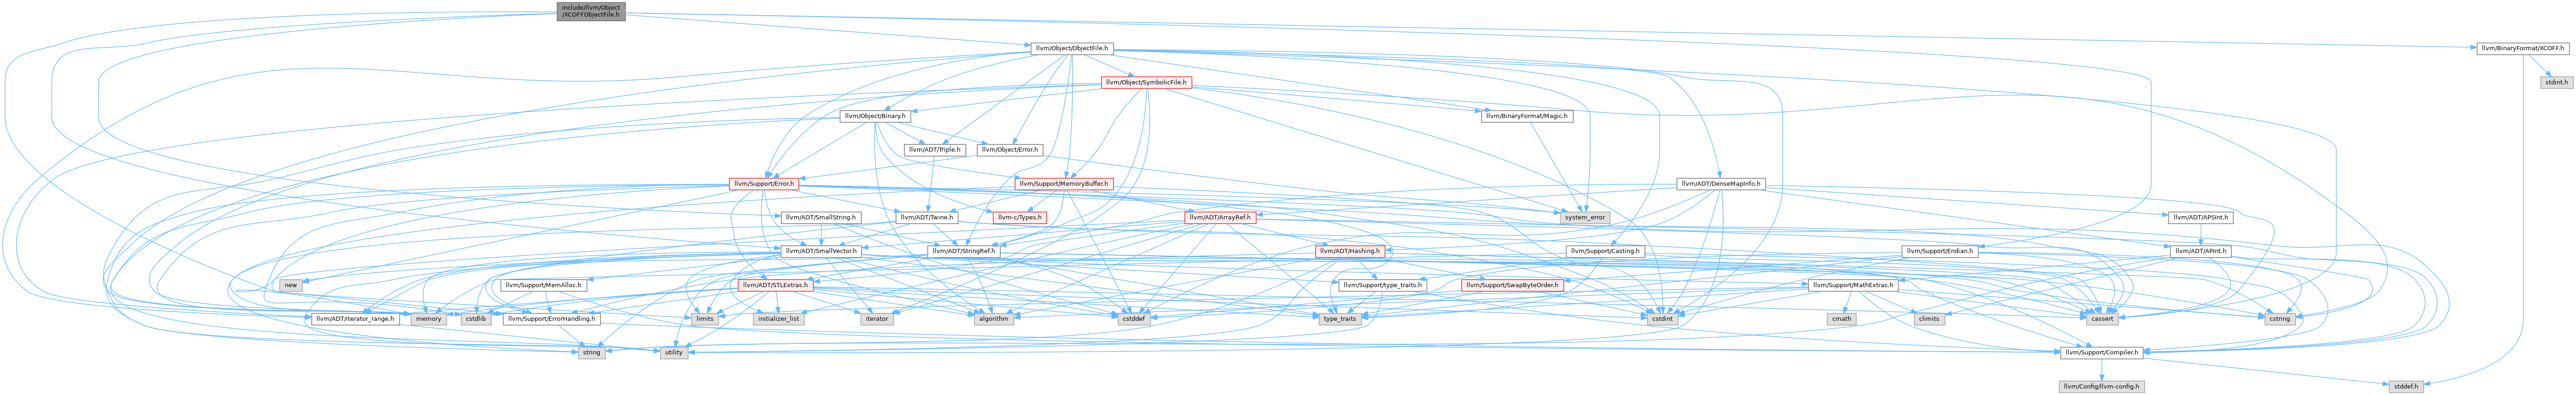 include/llvm/Object
/XCOFFObjectFile.h
llvm/Object/ObjectFile.h
llvm/BinaryFormat/XCOFF.h
llvm/Object/SymbolicFile.h
stdint.h
llvm/Object/Binary.h
llvm/BinaryFormat/Magic.h
llvm/ADT/Triple.h
llvm/Object/Error.h
llvm/Support/Error.h
llvm/Support/MemoryBuffer.h
llvm/ADT/DenseMapInfo.h
llvm/ADT/SmallString.h
llvm/ADT/Twine.h
llvm-c/Types.h
llvm/ADT/ArrayRef.h
system_error
llvm/ADT/APSInt.h
llvm/ADT/SmallVector.h
llvm/ADT/StringRef.h
llvm/ADT/Hashing.h
llvm/Support/Casting.h
llvm/Support/Endian.h
llvm/ADT/APInt.h
new
llvm/Support/MemAlloc.h
llvm/ADT/STLExtras.h
llvm/Support/type_traits.h
llvm/Support/SwapByteOrder.h
llvm/Support/MathExtras.h
llvm/ADT/iterator_range.h
memory
cstdlib
llvm/Support/ErrorHandling.h
limits
initializer_list
iterator
algorithm
cstddef
type_traits
cstdint
cmath
climits
cassert
cstring
string
utility
llvm/Support/Compiler.h
llvm/Config/llvm-config.h
stddef.h